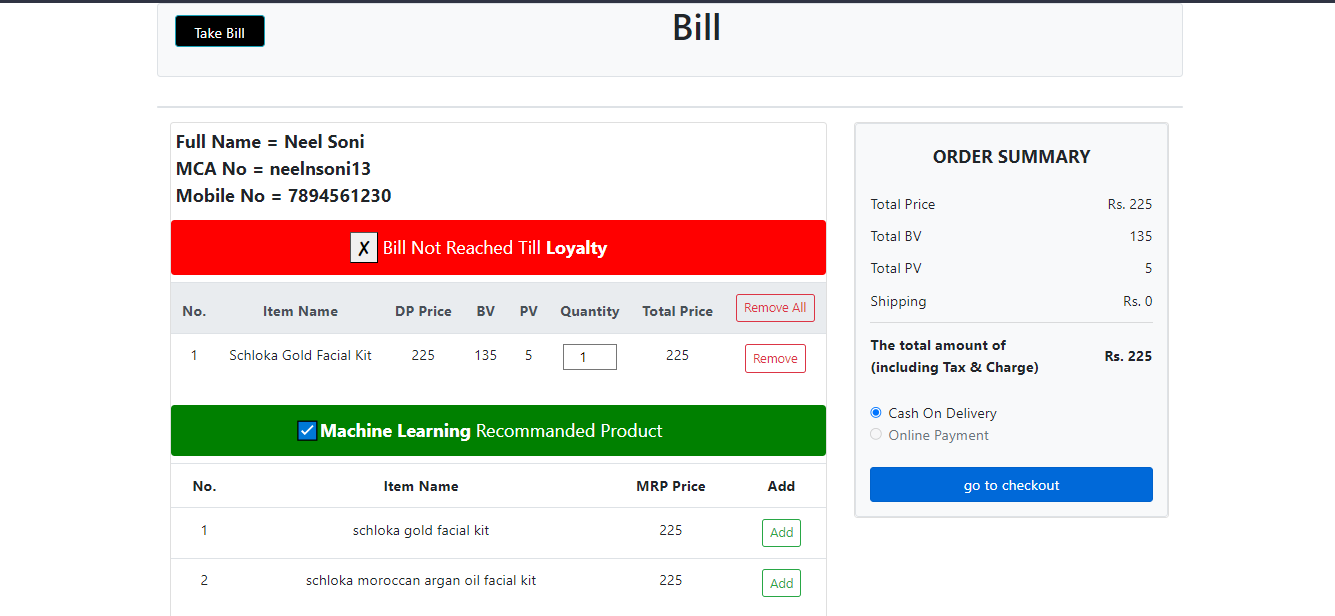 Take Bill
Bill
Full Name = Neel Soni
MCA No = neelnsoni13
Mobile No = 7894561230
✗ Bill Not Reached Till Loyalty
No. Item Name DP Price BV PV Quantity Total Price Remove All
1 Schloka Gold Facial Kit 225 135 5 1 225 Remove
Machine Learning Recommanded Product
No. Item Name MRP Price Add
1 schloka gold facial kit 225 Add
2 schloka moroccan argan oil facial kit 225 Add
ORDER SUMMARY
Total Price Rs. 225
Total BV 135
Total PV 5
Shipping Rs. 0
The total amount of
(including Tax & Charge) Rs. 225
Cash On Delivery
Online Payment
go to checkout